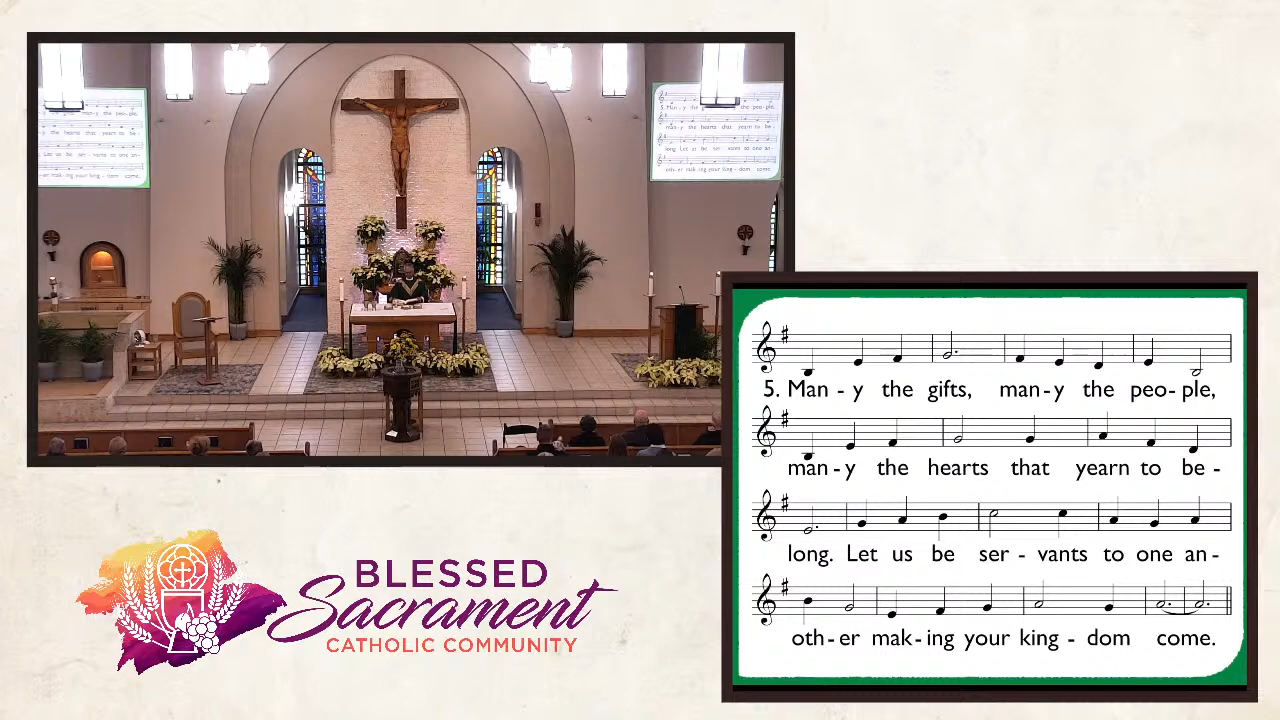 5. Man - y the gifts, man - y the peo - ple,
man - y the hearts that yearn to be -
long. Let us be ser - vants to one an -
oth - er mak - ing your king - dom come.
BLESSED
Sacrament
CATHOLIC COMMUNITY